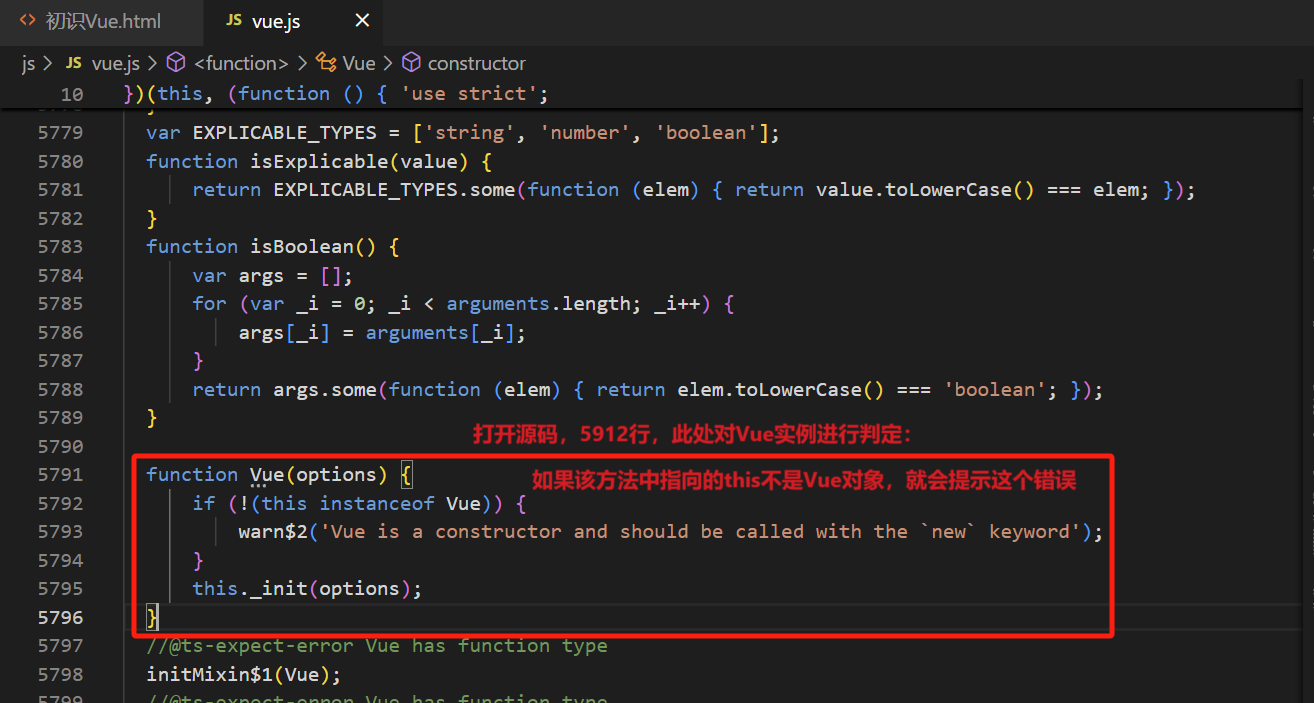 初识Vue.html JS vue.js ×
js > JS vue.js > <function> > Vue > constructor
10 })(this, (function () { 'use strict';
5779 var EXPLICABLE_TYPES = ['string', 'number', 'boolean'];
5780 function isExplicable(value) {
5781 return EXPLICABLE_TYPES.some(function (elem) { return value.toLowerCase() === elem; });
5782 }
5783 function isBoolean() {
5784 var args = [];
5785 for (var _i = 0; _i < arguments.length; _i++) {
5786 args[_i] = arguments[_i];
5787 }
5788 return args.some(function (elem) { return elem.toLowerCase() === 'boolean'; });
5789 }
打开源码，5912行，此处对Vue实例进行判定：
5790
5791 function Vue(options) {
如果该方法中指向的this不是Vue对象，就会提示这个错误
5792 if (!(this instanceof Vue)) {
5793 warn$2('Vue is a constructor and should be called with the `new` keyword');
5794 }
5795 this._init(options);
5796 }
5797 //@ts-expect-error Vue has function type
5798 initMixin$1(Vue);
5799 //@ts-expect-error Vue has function type